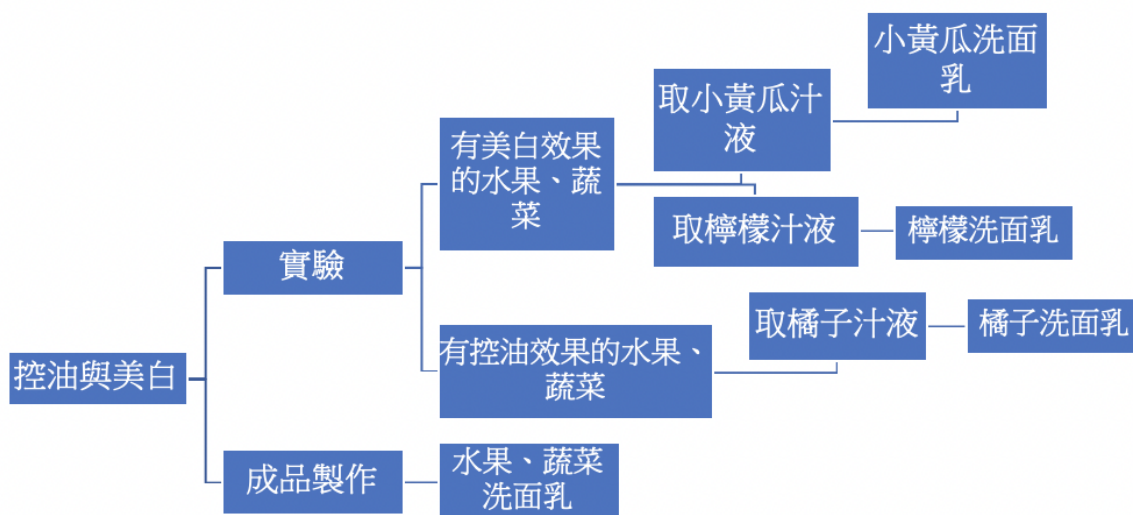 控油與美白
實驗
有美白效果
的水果、蔬
菜
取小黃瓜汁
液
小黃瓜洗面
乳
取檸檬汁液
檸檬洗面乳
有控油效果的水果、
蔬菜
取橘子汁液
橘子洗面乳
成品製作
水果、蔬菜
洗面乳